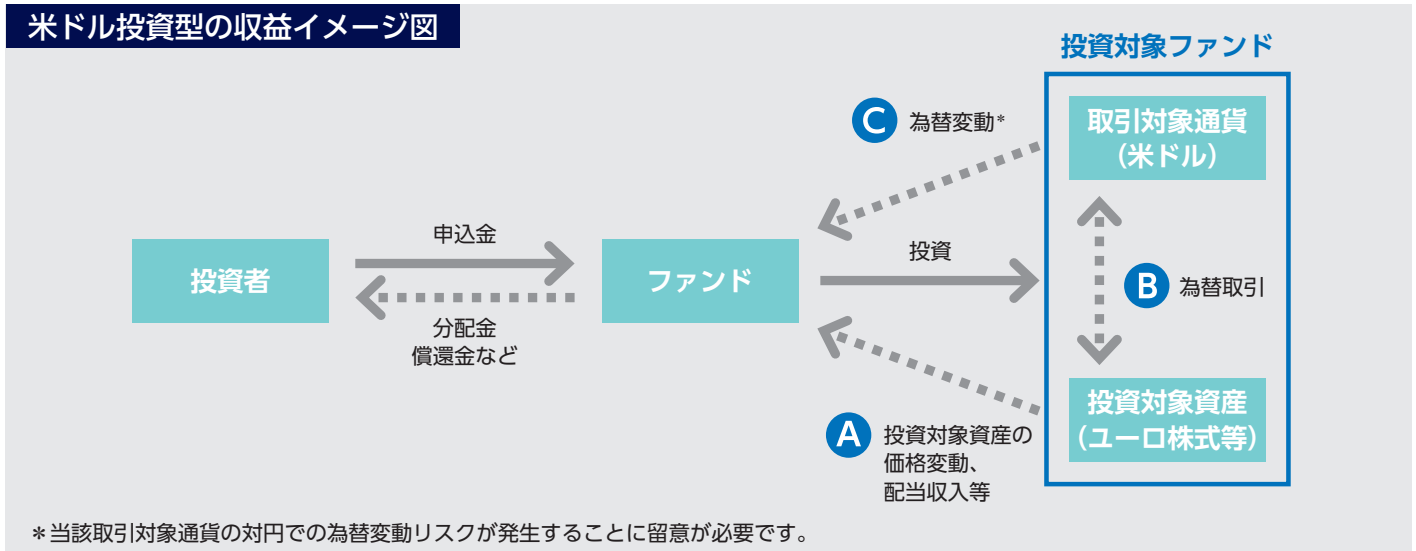 米ドル投資型の収益イメージ図
投資対象ファンド
C 為替変動*
取引対象通貨
(米ドル)
申込金
投資者
ファンド
投資
B 為替取引
分配金
償還金など
投資対象資産
(ユーロ株式等)
A 投資対象資産の
価格変動、
配当収入等
*当該取引対象通貨の対円での為替変動リスクが発生することに留意が必要です。